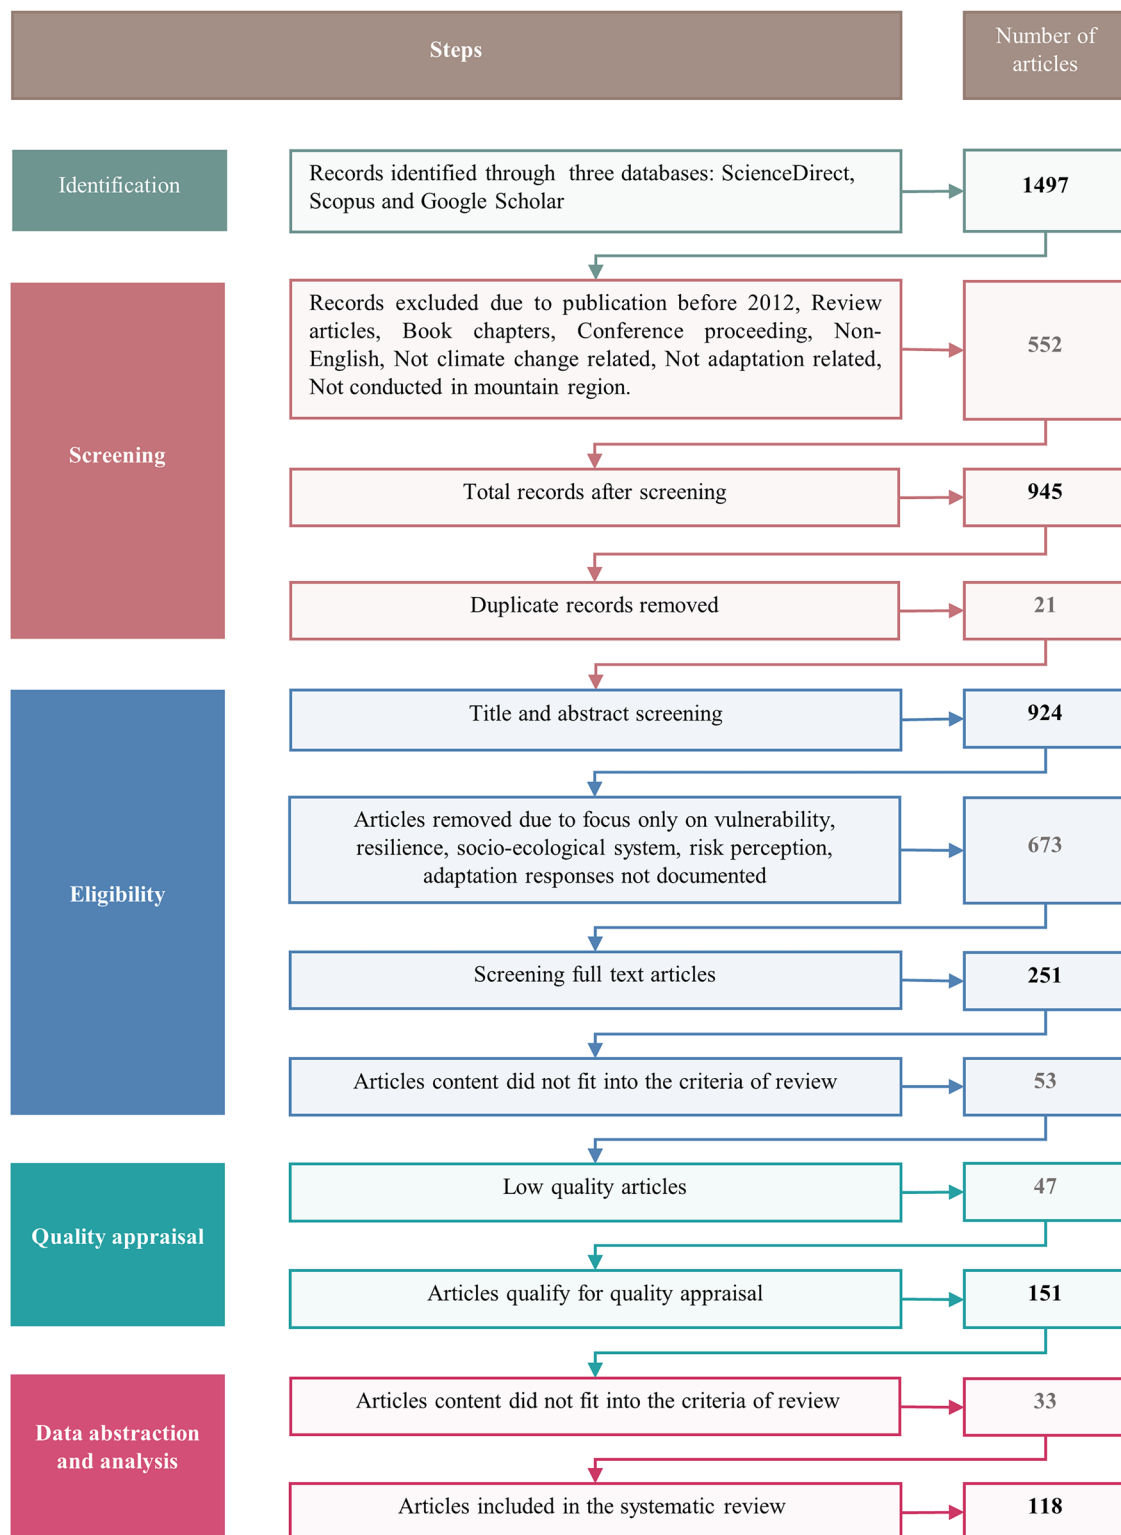 Steps
Number of
articles
Identification
Records identified through three databases: ScienceDirect,
Scopus and Google Scholar
1497
Screening
Records excluded due to publication before 2012, Review
articles, Book chapters, Conference proceeding, Non-
English, Not climate change related, Not adaptation related,
Not conducted in mountain region.
552
Total records after screening
945
Duplicate records removed
21
Eligibility
Title and abstract screening
924
Articles removed due to focus only on vulnerability,
resilience, socio-ecological system, risk perception,
adaptation responses not documented
673
Screening full text articles
251
Articles content did not fit into the criteria of review
53
Quality appraisal
Low quality articles
47
Articles qualify for quality appraisal
151
Data abstraction
and analysis
Articles content did not fit into the criteria of review
33
Articles included in the systematic review
118